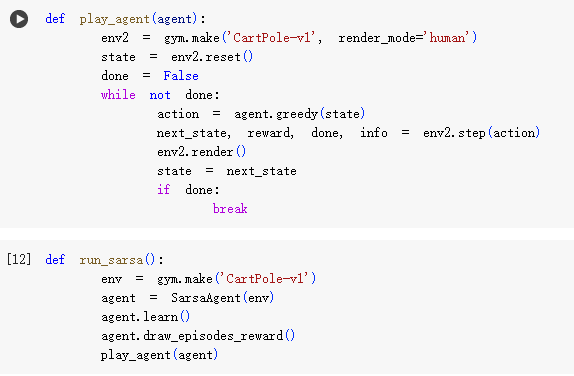 def play_agent(agent):
env2 = gym.make('CartPole-v1', render_mode='human')
state = env2.reset()
done = False
while not done:
action = agent.greedy(state)
next_state, reward, done, info = env2.step(action)
env2.render()
state = next_state
if done:
break
[12] def run_sarsa():
env = gym.make('CartPole-v1')
agent = SarsaAgent(env)
agent.learn()
agent.draw_episodes_reward()
play_agent(agent)